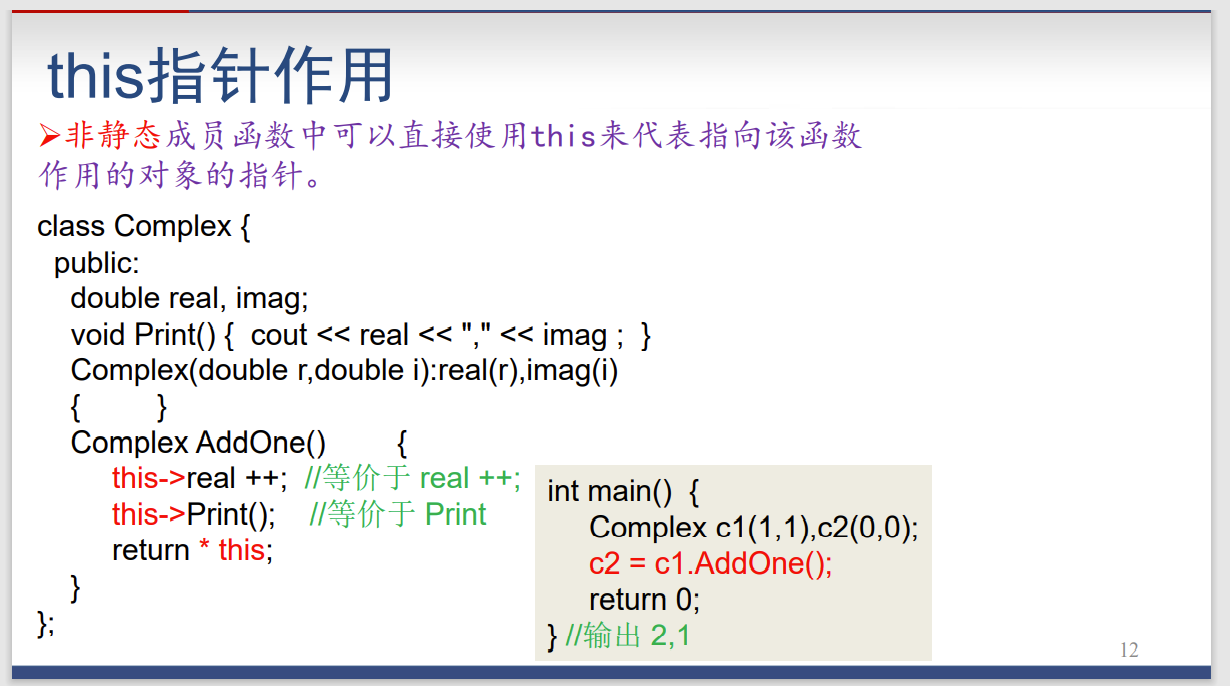 this指针作用
➢非静态成员函数中可以直接使用this来代表指向该函数
作用的对象的指针。
class Complex {
public:
double real, imag;
void Print() { cout << real << "," << imag ; }
Complex(double r,double i):real(r),imag(i)
{ }
Complex AddOne() {
this->real ++; //等价于 real ++;
this->Print(); //等价于 Print
return * this;
}
};
int main() {
Complex c1(1,1),c2(0,0);
c2 = c1.AddOne();
return 0;
} //输出 2,1
12